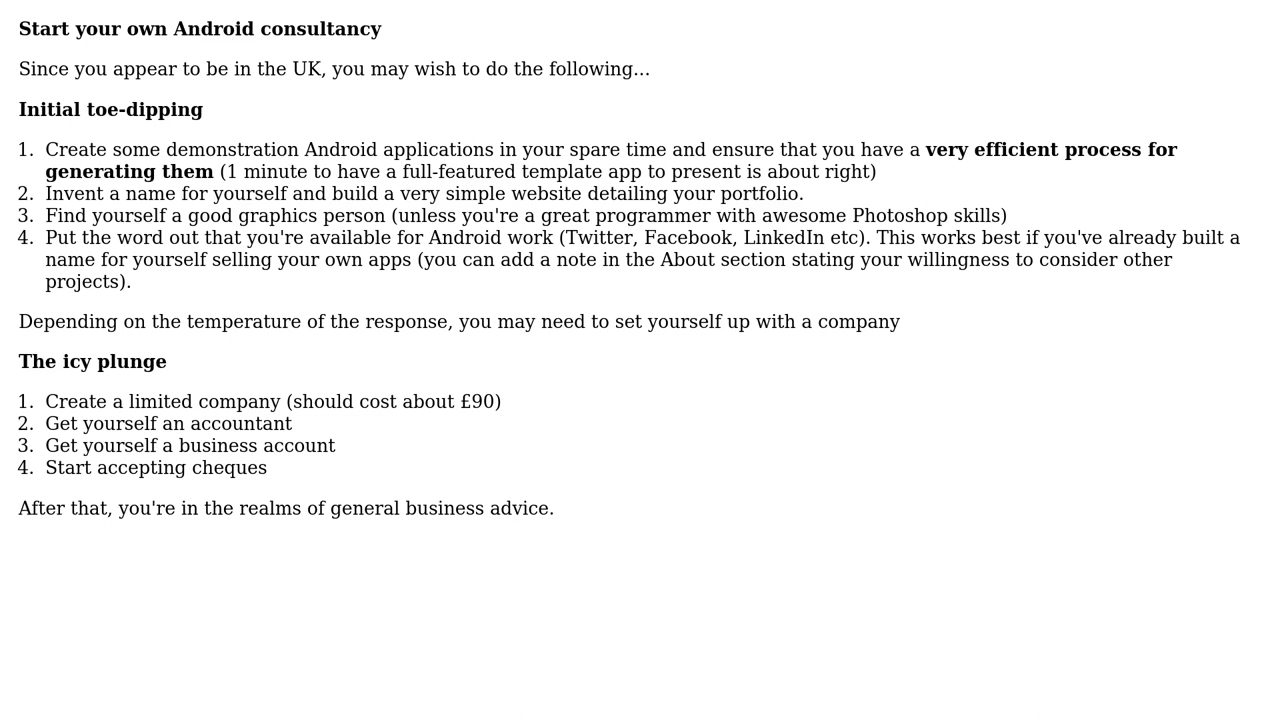 Start your own Android consultancy
Since you appear to be in the UK, you may wish to do the following...
Initial toe-dipping
1. Create some demonstration Android applications in your spare time and ensure that you have a very efficient process for
generating them (1 minute to have a full-featured template app to present is about right)
2. Invent a name for yourself and build a very simple website detailing your portfolio.
3. Find yourself a good graphics person (unless you're a great programmer with awesome Photoshop skills)
4. Put the word out that you're available for Android work (Twitter, Facebook, LinkedIn etc). This works best if you've already built a
name for yourself selling your own apps (you can add a note in the About section stating your willingness to consider other
projects).
Depending on the temperature of the response, you may need to set yourself up with a company
The icy plunge
1. Create a limited company (should cost about £90)
2. Get yourself an accountant
3. Get yourself a business account
4. Start accepting cheques
After that, you're in the realms of general business advice.